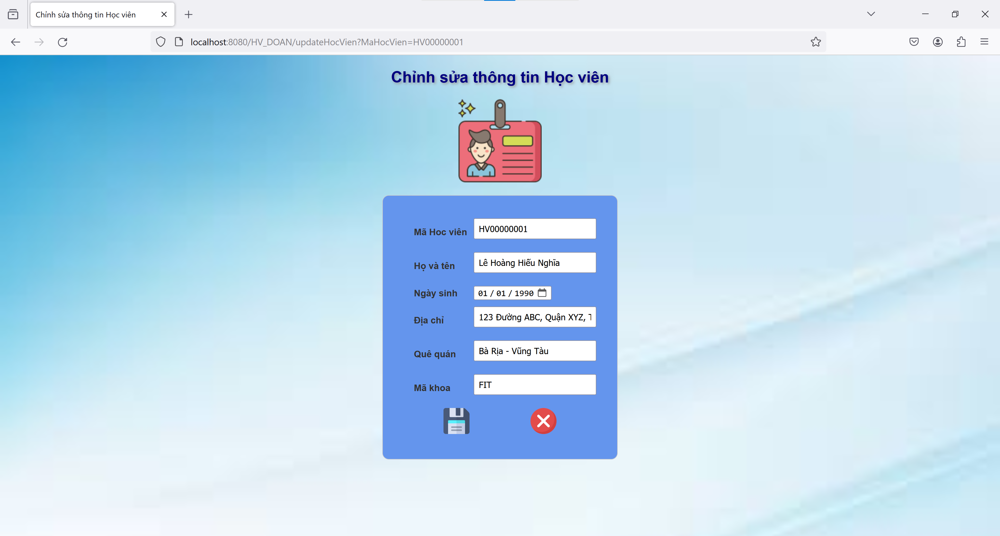 Chỉnh sửa thông tin Học viên
localhost:8080/HV_DOAN/updateHocVien?MaHocVien=HV00000001
Chỉnh sửa thông tin Học viên
Mã Hoc viên HV00000001
Họ và tên Lê Hoàng Hiếu Nghĩa
Ngày sinh 01 / 01 / 1990
Địa chỉ 123 Đường ABC, Quận XYZ,
Quê quán Bà Rịa - Vũng Tàu
Mã khoa FIT